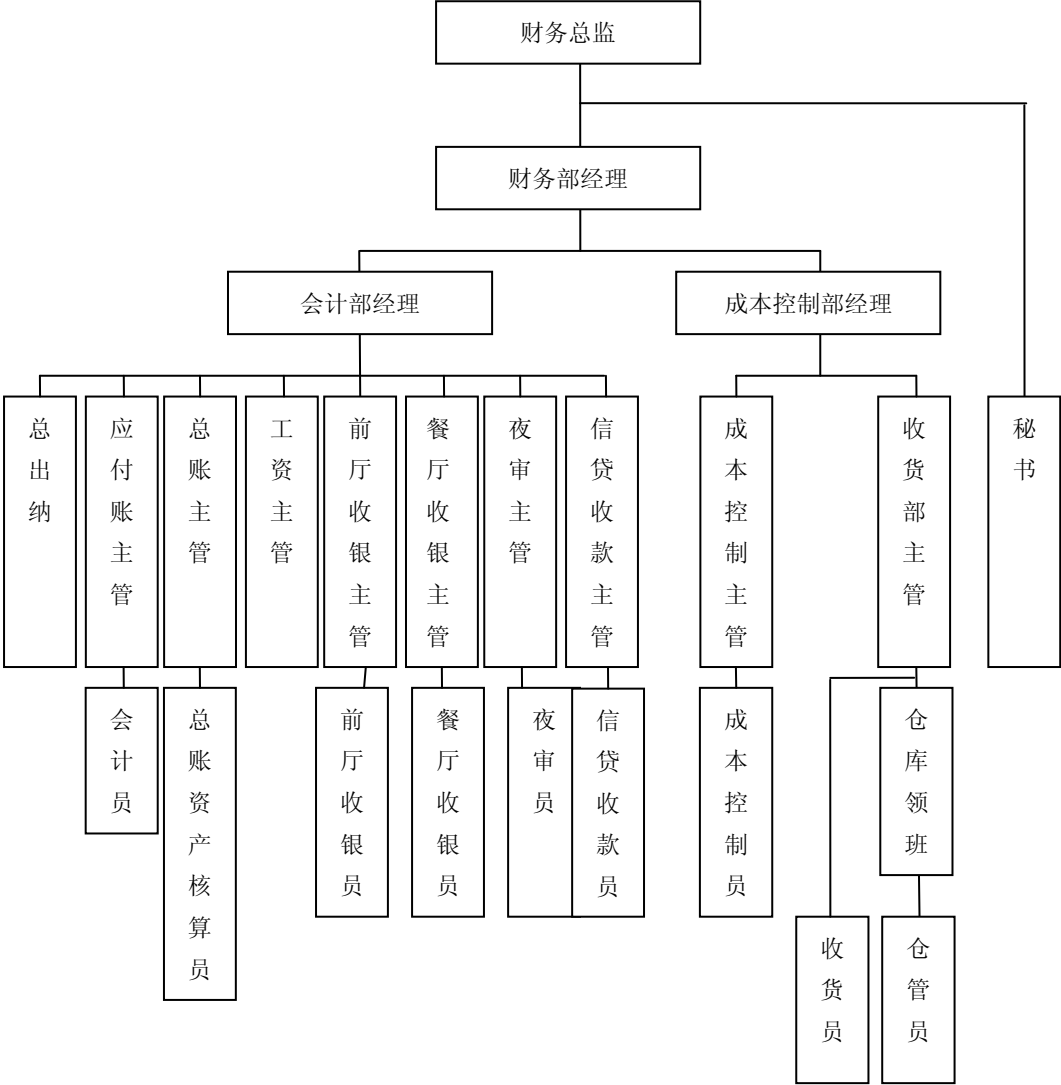 财务总监
财务部经理
会计部经理
成本控制部经理
总出纳
应付账主管
总账主管
工资主管
前厅收银主管
餐厅收银主管
夜审主管
信贷收款主管
成本控制主管
收货部主管
秘书
会计员
总账资产核算员
前厅收银员
餐厅收银员
夜审员
信贷收款员
成本控制员
仓库领班
收货员
仓管员